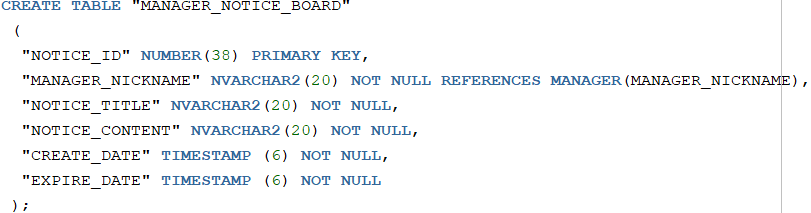 CREATE TABLE "MANAGER_NOTICE_BOARD"
(
"NOTICE_ID" NUMBER(38) PRIMARY KEY,
"MANAGER_NICKNAME" NVARCHAR2(20) NOT NULL REFERENCES MANAGER(MANAGER_NICKNAME),
"NOTICE_TITLE" NVARCHAR2(20) NOT NULL,
"NOTICE_CONTENT" NVARCHAR2(20) NOT NULL,
"CREATE_DATE" TIMESTAMP (6) NOT NULL,
"EXPIRE_DATE" TIMESTAMP (6) NOT NULL
);